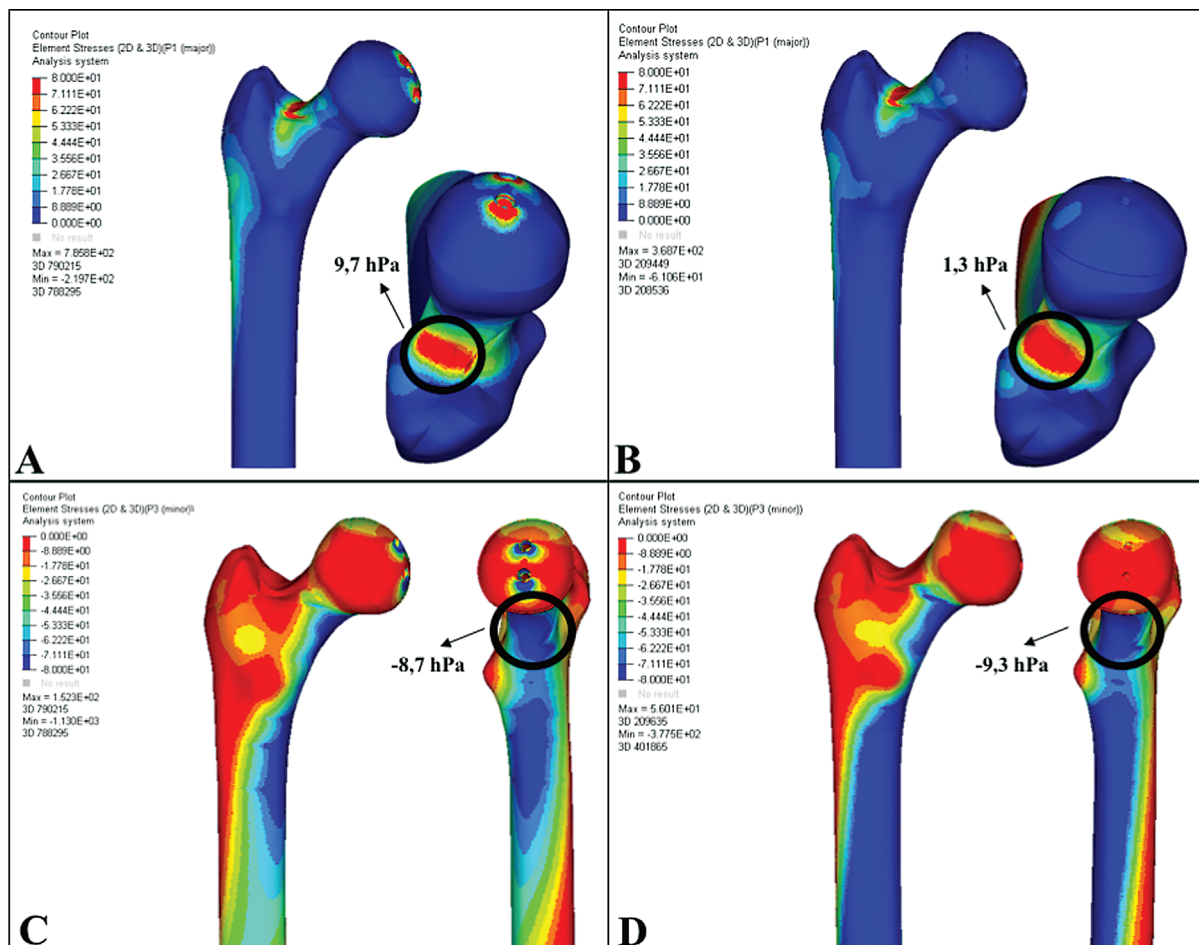 Contour Plot
Element Stresses (2D & 3D)(P1 (major))
Analysis system
8.000E+01
7.111E+01
6.222E+01
5.333E+01
4.444E+01
3.556E+01
2.667E+01
1.778E+01
8.889E+00
0.000E+00
No result
Max = 7.858E+02
3D 790215
Min = -2.197E+02
3D 788295
9,7 hPa
A
Contour Plot
Element Stresses (2D & 3D)(P1 (major))
Analysis system
8.000E+01
7.111E+01
6.222E+01
5.333E+01
4.444E+01
3.556E+01
2.667E+01
1.778E+01
8.889E+00
0.000E+00
No result
Max = 3.687E+02
3D 209449
Min = -6.106E+01
3D 208536
1,3 hPa
B
Contour Plot
Element Stresses (2D & 3D)(P3 (minor))
Analysis system
0.000E+00
-8.889E+00
-1.778E+01
-2.667E+01
-3.556E+01
-4.444E+01
-5.333E+01
-6.222E+01
-7.111E+01
-8.000E+01
No result
Max = 1.523E+02
3D 790215
Min = -1.130E+03
3D 788295
-8,7 hPa
C
Contour Plot
Element Stresses (2D & 3D)(P3 (minor))
Analysis system
0.000E+00
-8.889E+00
-1.778E+01
-2.667E+01
-3.556E+01
-4.444E+01
-5.333E+01
-6.222E+01
-7.111E+01
-8.000E+01
No result
Max = 5.601E+01
3D 209635
Min = -3.775E+02
3D 401865
-9,3 hPa
D